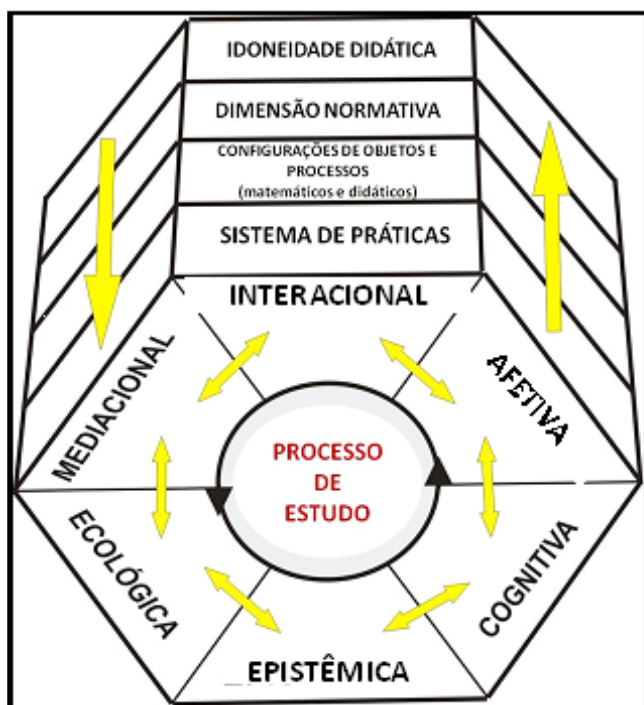 IDONEIDADE DIDÁTICA
DIMENSÃO NORMATIVA
CONFIGURAÇÕES DE OBJETOS E
PROCESSOS
(matemáticos e didáticos)
SISTEMA DE PRÁTICAS
INTERACIONAL
MEDIACIONAL
AFETIVA
PROCESSO
DE
ESTUDO
ECOLÓGICA
COGNITIVA
EPISTÊMICA